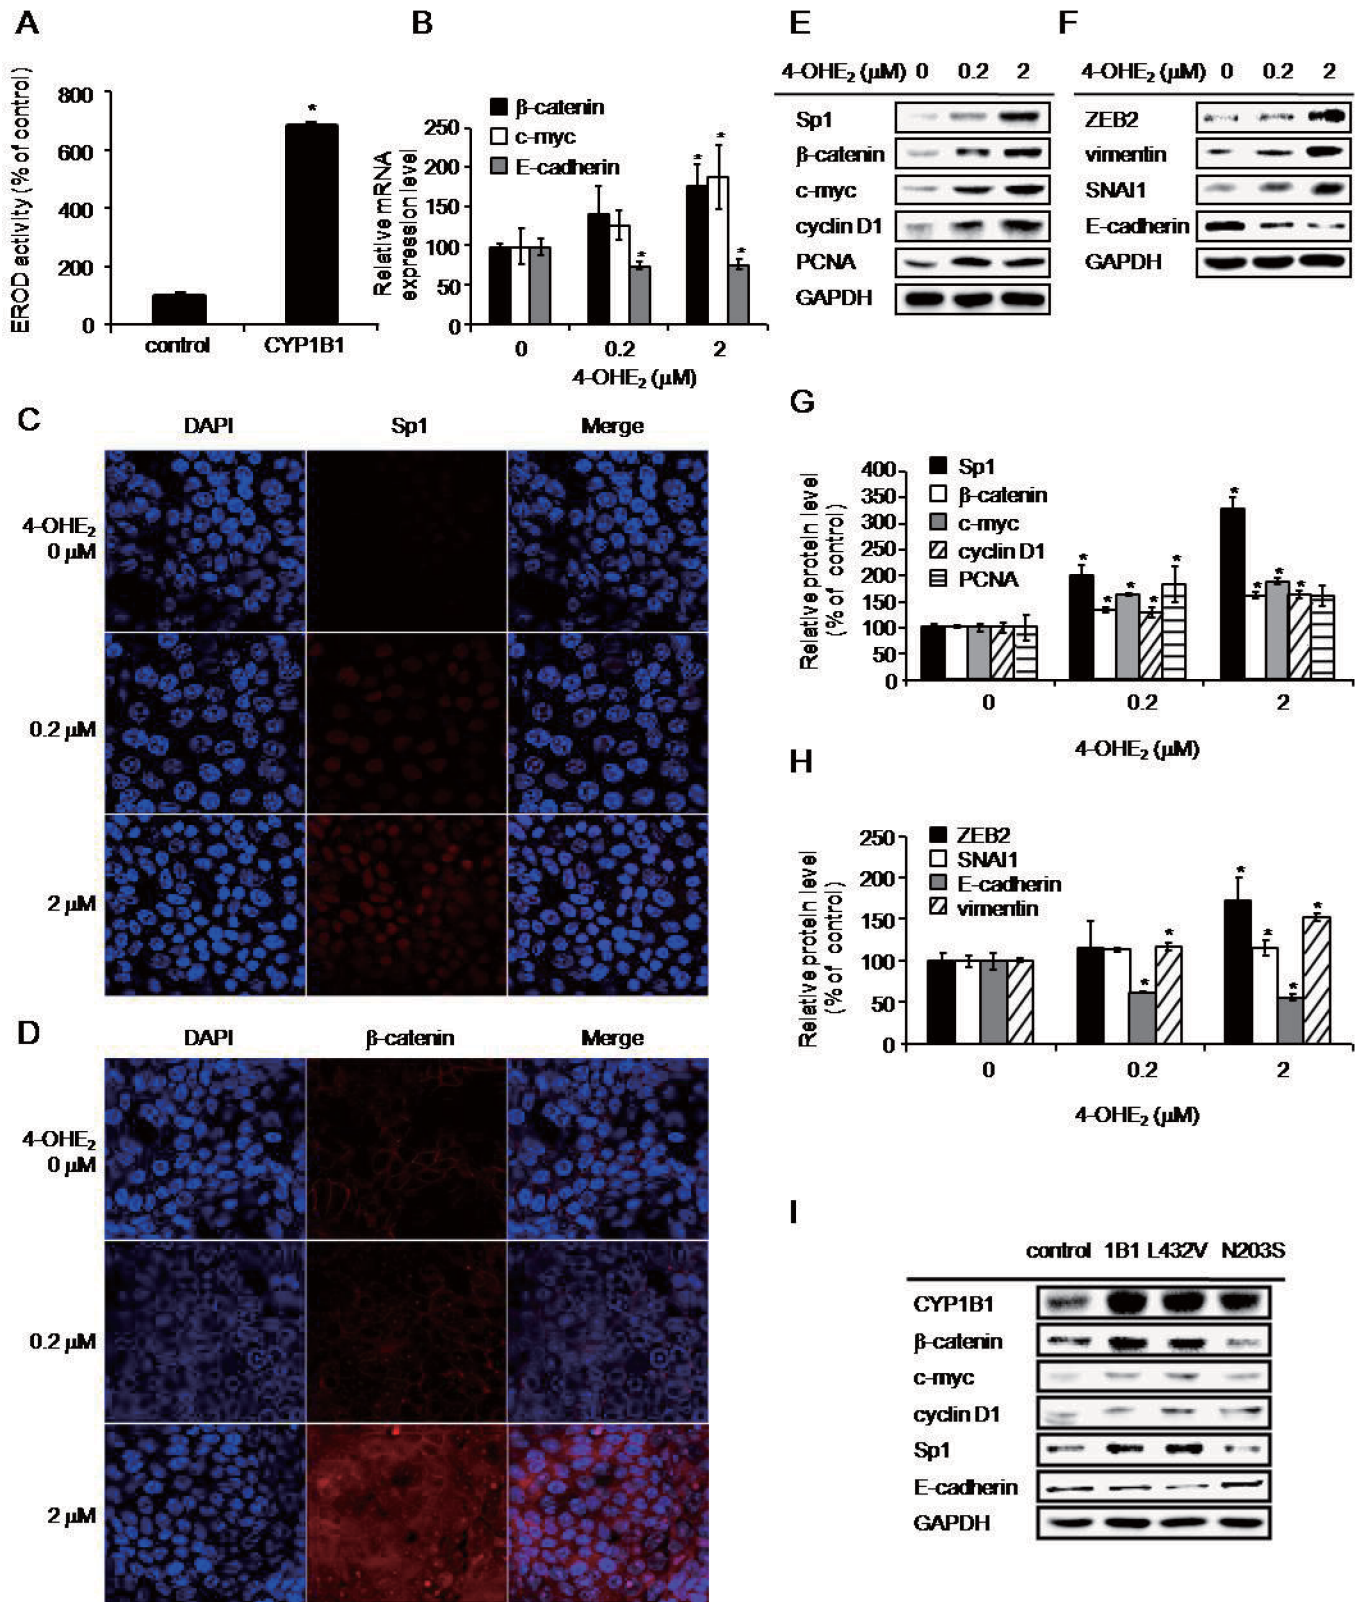 A
EROD activity (% of control)
800
600
400
200
0
control CYP1B1
*
B
Relative mRNA
expression level
β-catenin
c-myc
E-cadherin
250
200
150
100
50
0
* * * *
0 0.2 2
4-OHE₂ (μM)
C
DAPI Sp1 Merge
4-OHE₂
0 μM
0.2 μM
2 μM
D
DAPI β-catenin Merge
4-OHE₂
0 μM
0.2 μM
2 μM
E
4-OHE₂ (μM) 0 0.2 2
Sp1
β-catenin
c-myc
cyclin D1
PCNA
GAPDH
F
4-OHE₂ (μM) 0 0.2 2
ZEB2
vimentin
SNAI1
E-cadherin
GAPDH
G
Relative protein level
(% of control)
400
350
300
250
200
150
100
50
0
Sp1
β-catenin
c-myc
cyclin D1
PCNA
* * * * * * * * *
0 0.2 2
4-OHE₂ (μM)
H
Relative protein level
(% of control)
250
200
150
100
50
0
ZEB2
SNAI1
E-cadherin
vimentin
* * * * * *
0 0.2 2
4-OHE₂ (μM)
I
control 1B1 L432V N203S
CYP1B1
β-catenin
c-myc
cyclin D1
Sp1
E-cadherin
GAPDH